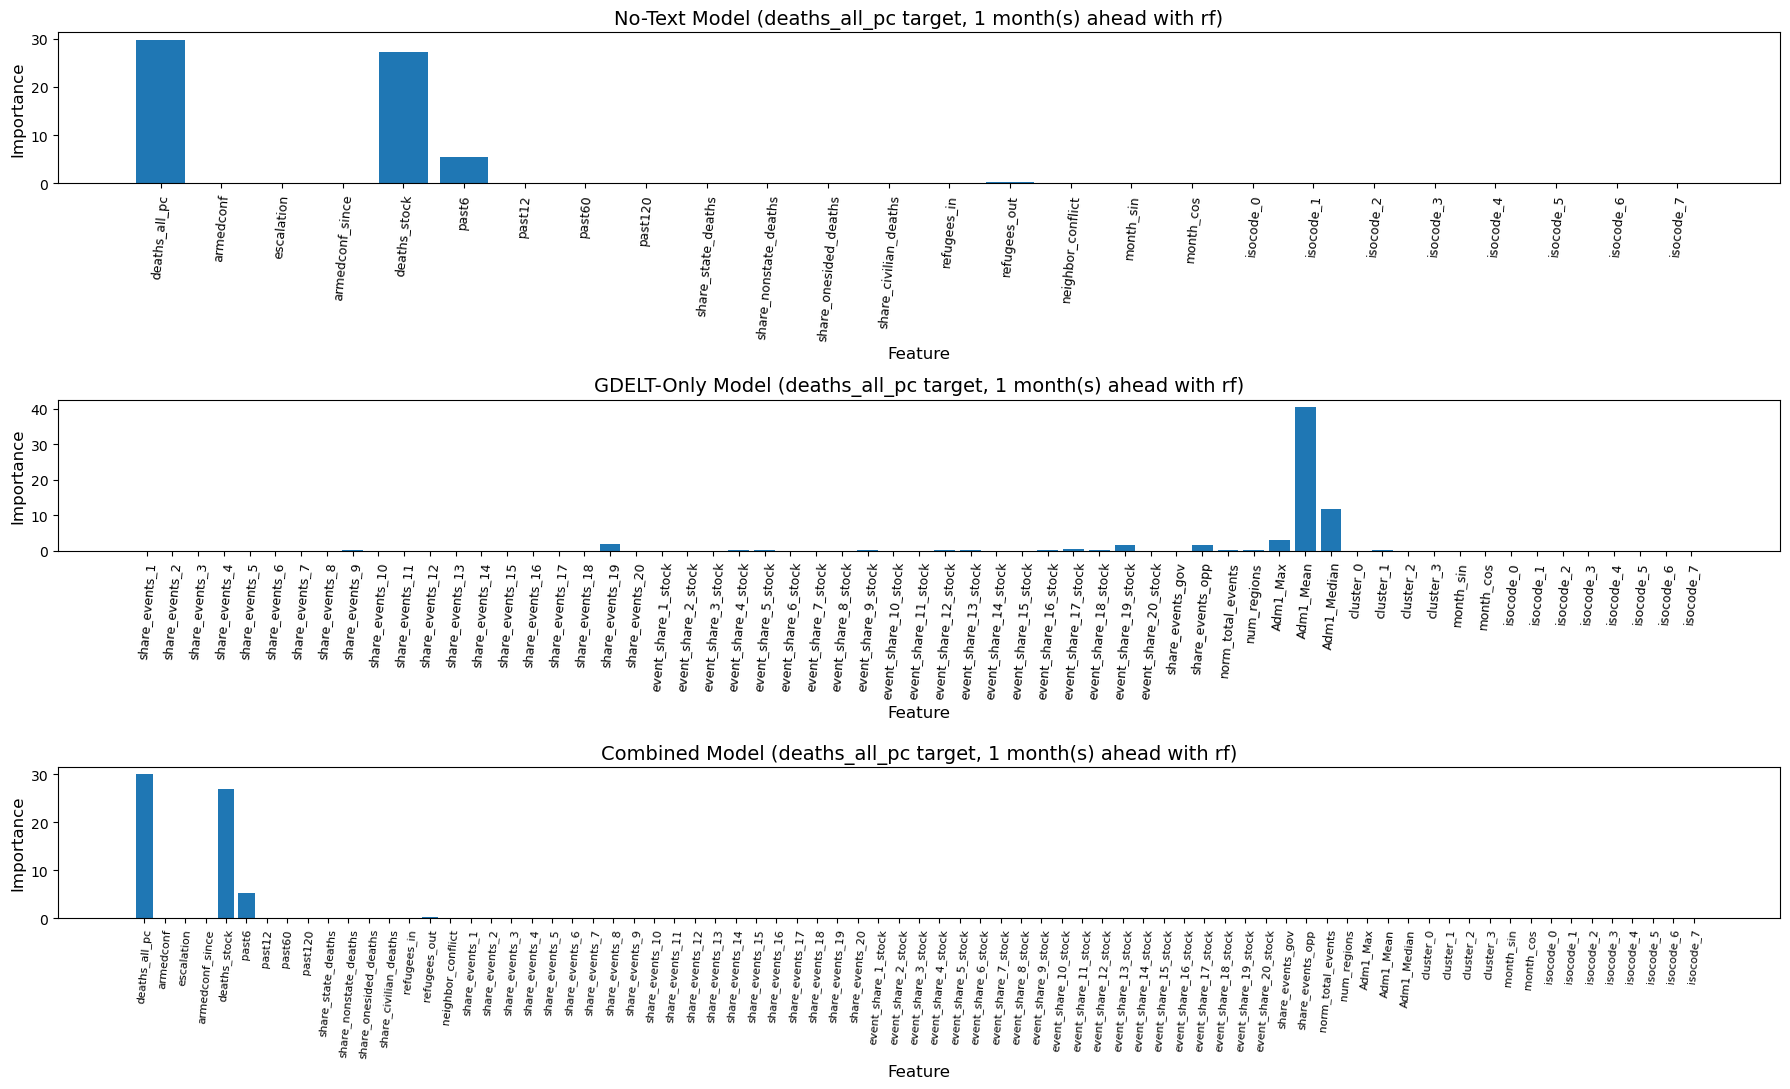 No-Text Model (deaths_all_pc target, 1 month(s) ahead with rf)
Importance
30
20
10
0
deaths_all_pc
armedconf
escalation
armedconf_since
deaths_stock
past6
past12
past60
past120
share_state_deaths
share_nonstate_deaths
share_onesided_deaths
share_civilian_deaths
refugees_in
refugees_out
neighbor_conflict
month_sin
month_cos
isocode_0
isocode_1
isocode_2
isocode_3
isocode_4
isocode_5
isocode_6
isocode_7
Feature
GDELT-Only Model (deaths_all_pc target, 1 month(s) ahead with rf)
Importance
40
30
20
10
0
share_events_1
share_events_2
share_events_3
share_events_4
share_events_5
share_events_6
share_events_7
share_events_8
share_events_9
share_events_10
share_events_11
share_events_12
share_events_13
share_events_14
share_events_15
share_events_16
share_events_17
share_events_18
share_events_19
share_events_20
event_share_1_stock
event_share_2_stock
event_share_3_stock
event_share_4_stock
event_share_5_stock
event_share_6_stock
event_share_7_stock
event_share_8_stock
event_share_9_stock
event_share_10_stock
event_share_11_stock
event_share_12_stock
event_share_13_stock
event_share_14_stock
event_share_15_stock
event_share_16_stock
event_share_17_stock
event_share_18_stock
event_share_19_stock
event_share_20_stock
share_events_gov
share_events_opp
norm_total_events
num_regions
Adm1_Max
Adm1_Mean
Adm1_Median
cluster_0
cluster_1
cluster_2
cluster_3
month_sin
month_cos
isocode_0
isocode_1
isocode_2
isocode_3
isocode_4
isocode_5
isocode_6
isocode_7
Feature
Combined Model (deaths_all_pc target, 1 month(s) ahead with rf)
Importance
30
20
10
0
deaths_all_pc
armedconf
escalation
armedconf_since
deaths_stock
past6
past12
past60
past120
share_state_deaths
share_nonstate_deaths
share_onesided_deaths
share_civilian_deaths
refugees_in
refugees_out
neighbor_conflict
share_events_1
share_events_2
share_events_3
share_events_4
share_events_5
share_events_6
share_events_7
share_events_8
share_events_9
share_events_10
share_events_11
share_events_12
share_events_13
share_events_14
share_events_15
share_events_16
share_events_17
share_events_18
share_events_19
share_events_20
event_share_1_stock
event_share_2_stock
event_share_3_stock
event_share_4_stock
event_share_5_stock
event_share_6_stock
event_share_7_stock
event_share_8_stock
event_share_9_stock
event_share_10_stock
event_share_11_stock
event_share_12_stock
event_share_13_stock
event_share_14_stock
event_share_15_stock
event_share_16_stock
event_share_17_stock
event_share_18_stock
event_share_19_stock
event_share_20_stock
share_events_gov
share_events_opp
norm_total_events
num_regions
Adm1_Max
Adm1_Mean
Adm1_Median
cluster_0
cluster_1
cluster_2
cluster_3
month_sin
month_cos
isocode_0
isocode_1
isocode_2
isocode_3
isocode_4
isocode_5
isocode_6
isocode_7
Feature